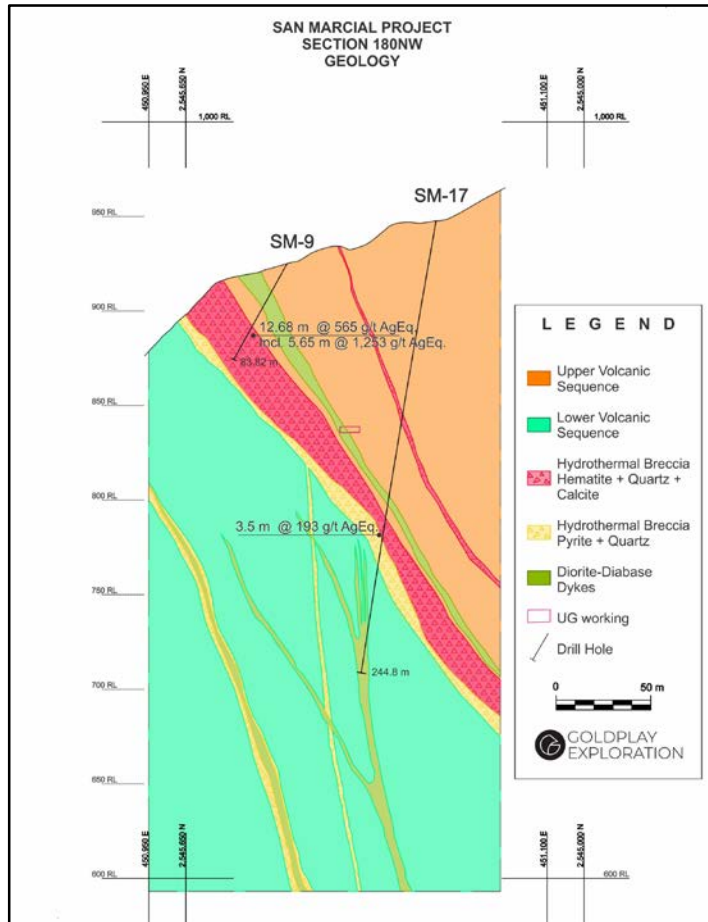 SAN MARCIAL PROJECT
SECTION 180NW
GEOLOGY
450,950 E
2,545,650 N
451,100 E
2,545,000 N
1,000 RL
1,000 RL
950 RL
900 RL
850 RL
800 RL
750 RL
700 RL
650 RL
600 RL
600 RL
SM-9
SM-17
12.68 m @ 565 g/t AgEq.
Incl. 5.65 m @ 1,253 g/t AgEq.
83.82 m
3.5 m @ 193 g/t AgEq.
244.8 m
LEGEND
Upper Volcanic
Sequence
Lower Volcanic
Sequence
Hydrothermal Breccia
Hematite + Quartz +
Calcite
Hydrothermal Breccia
Pyrite + Quartz
Diorite-Diabase
Dykes
UG working
Drill Hole
0 50 m
GOLDPLAY
EXPLORATION
450,950 E
2,545,650 N
451,100 E
2,545,000 N